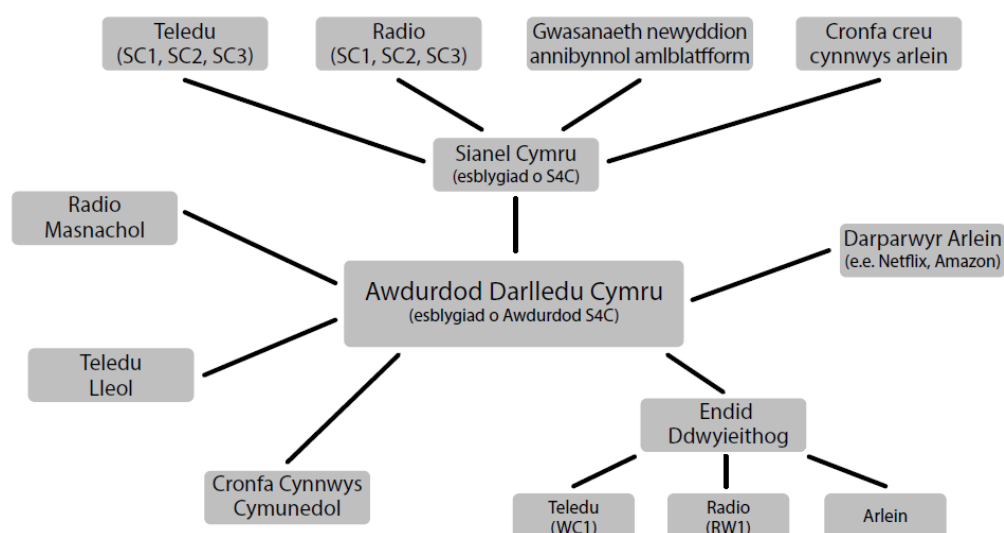 Teledu
(SC1, SC2, SC3)
Radio
(SC1, SC2, SC3)
Gwasanaeth newyddion
annibynnol amlblatfform
Cronfa creu
cynnwys arlein
Sianel Cymru
(esblygiad o S4C)
Radio
Masnachol
Darparwyr Arlein
(e.e. Netflix, Amazon)
Awdurdod Darlledu Cymru
(esblygiad o Awdurdod S4C)
Teledu
Lleol
Endid
Ddwyieithog
Cronfa Cynnwys
Cymunedol
Teledu
(WC1)
Radio
(RW1)
Arlein